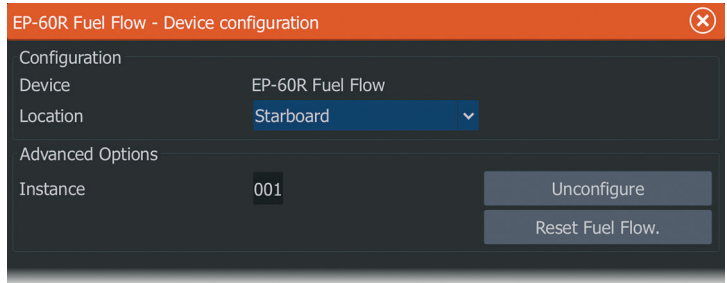 EP-60R Fuel Flow - Device configuration
Configuration
Device EP-60R Fuel Flow
Location Starboard
Advanced Options
Instance 001 Unconfigure
Reset Fuel Flow.